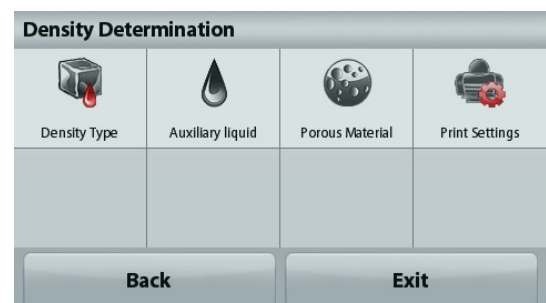 Density Determination
Density Type Auxiliary liquid Porous Material Print Settings
Back Exit